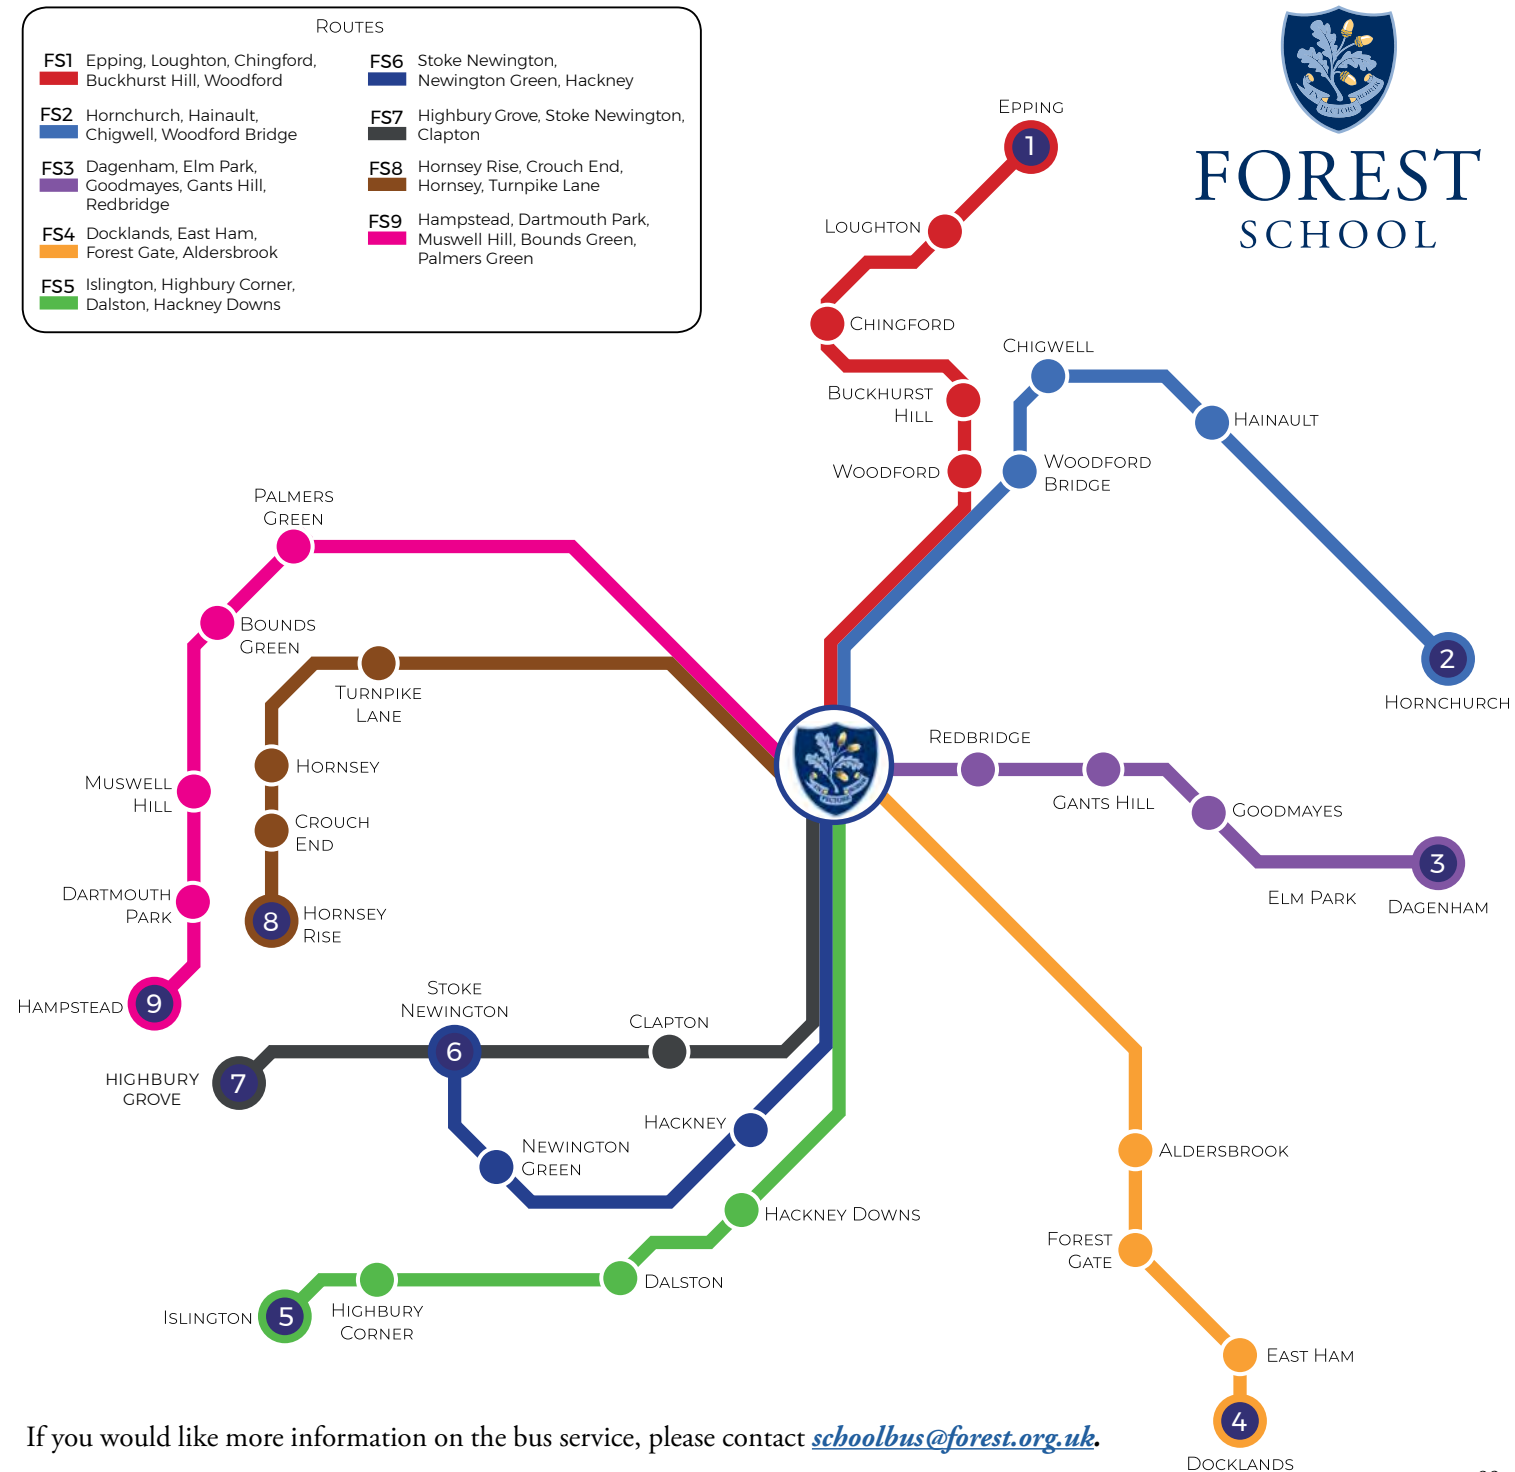 ROUTES
FS1 Epping, Loughton, Chingford,
Buckhurst Hill, Woodford
FS2 Hornchurch, Hainault,
Chigwell, Woodford Bridge
FS3 Dagenham, Elm Park,
Goodmayes, Gants Hill,
Redbridge
FS4 Docklands, East Ham,
Forest Gate, Aldersbrook
FS5 Islington, Highbury Corner,
Dalston, Hackney Downs
FS6 Stoke Newington,
Newington Green, Hackney
FS7 Highbury Grove, Stoke Newington,
Clapton
FS8 Hornsey Rise, Crouch End,
Hornsey, Turnpike Lane
FS9 Hampstead, Dartmouth Park,
Muswell Hill, Bounds Green,
Palmers Green
FOREST
SCHOOL
EPPING
1
LOUGHTON
CHINGFORD
CHIGWELL
BUCKHURST
HILL
HAINAULT
WOODFORD
WOODFORD
BRIDGE
PALMERS
GREEN
BOUNDS
GREEN
2
HORNCHURCH
TURNPIKE
LANE
REDBRIDGE
HORNSEY
MUSWELL
HILL
GANTS HILL
GOODMAYES
CROUCH
END
3
ELM PARK
DAGENHAM
DARTMOUTH
PARK
8
HORNSEY
RISE
HAMPSTEAD
9
STOKE
NEWINGTON
6
CLAPTON
HIGHBURY
GROVE
7
HACKNEY
NEWINGTON
GREEN
ALDERSBROOK
HACKNEY DOWNS
FOREST
GATE
DALSTON
ISLINGTON
5
HIGHBURY
CORNER
EAST HAM
4
DOCKLANDS
If you would like more information on the bus service, please contact schoolbus@forest.org.uk.